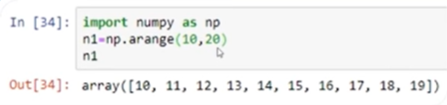 In [34]: import numpy as np
n1=np.arange(10,20)
n1
Out[34]: array([10, 11, 12, 13, 14, 15, 16, 17, 18, 19])